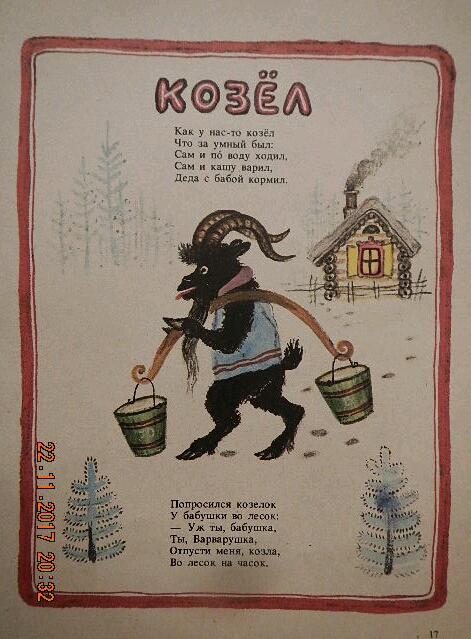 КОЗЁЛ
Как у нас-то козёл
Что за умный был:
Сам и по́ воду ходил,
Сам и кашу варил,
Деда с бабой кормил.
Попросился козелок
У бабушки во лесок:
— Уж ты, бабушка,
Ты, Варварушка,
Отпусти меня, козла,
Во лесок на часок.
17
22.11.2017 20:32